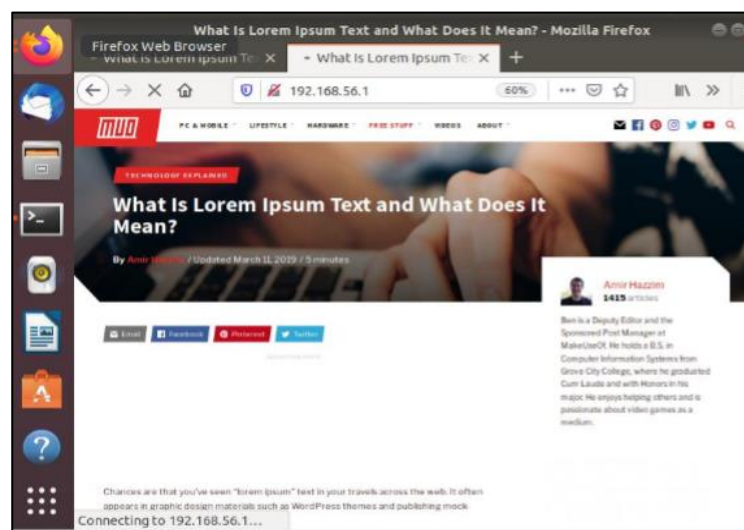 What Is Lorem Ipsum Text and What Does It Mean? - Mozilla Firefox
Firefox Web Browser
What Is Lorem Ipsum Te
What Is Lorem Ipsum Te
192.168.56.1
60%
MUO
PC & MOBILE
LIFESTYLE
HARDWARE
FREE STUFF
VIDEOS
ABOUT
TECHNOLOGY EXPLAINED
What Is Lorem Ipsum Text and What Does It
Mean?
By Amir Hazzim / Updated March 11, 2019 / 5 minutes
Amir Hazzim
1415 articles
Email
Facebook
Pinterest
Twitter
Ben is a Deputy Editor and the
Sponsored Post Manager at
MakeUseOf. He holds a B.S. in
Computer Information Systems from
Grove City College, where he graduated
Cum Laude and with Honors in his
major. He enjoys helping others and is
passionate about video games as a
medium.
Chances are that you've seen "lorem ipsum" text in your travels across the web. It often
appears in graphic design materials such as WordPress themes and publishing mock
Connecting to 192.168.56.1...